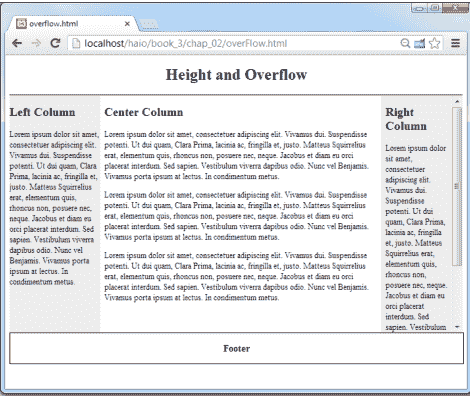 overflow.html
localhost/haio/book_3/chap_02/overFlow.html
Height and Overflow
Left Column
Lorem ipsum dolor sit amet,
consectetuer adipiscing elit.
Vivamus dui. Suspendisse
potenti. Ut dui quam, Clara
Prima, lacinia ac, fringilla et,
justo. Matteus Squirrelius
erat, elementum quis,
rhoncus non, posuere nec,
neque. Jacobus et diam eu
orci placerat interdum. Sed
sapien. Vestibulum viverra
dapibus odio. Nunc vel
Benjamis. Vivamus porta
ipsum at lectus. In
condimentum metus.
Center Column
Lorem ipsum dolor sit amet, consectetuer adipiscing elit. Vivamus dui. Suspendisse
potenti. Ut dui quam, Clara Prima, lacinia ac, fringilla et, justo. Matteus Squirrelius
erat, elementum quis, rhoncus non, posuere nec, neque. Jacobus et diam eu orci
placerat interdum. Sed sapien. Vestibulum viverra dapibus odio. Nunc vel Benjamis.
Vivamus porta ipsum at lectus. In condimentum metus.
Lorem ipsum dolor sit amet, consectetuer adipiscing elit. Vivamus dui. Suspendisse
potenti. Ut dui quam, Clara Prima, lacinia ac, fringilla et, justo. Matteus Squirrelius
erat, elementum quis, rhoncus non, posuere nec, neque. Jacobus et diam eu orci
placerat interdum. Sed sapien. Vestibulum viverra dapibus odio. Nunc vel Benjamis.
Vivamus porta ipsum at lectus. In condimentum metus.
Lorem ipsum dolor sit amet, consectetuer adipiscing elit. Vivamus dui. Suspendisse
potenti. Ut dui quam, Clara Prima, lacinia ac, fringilla et, justo. Matteus Squirrelius
erat, elementum quis, rhoncus non, posuere nec, neque. Jacobus et diam eu orci
placerat interdum. Sed sapien. Vestibulum viverra dapibus odio. Nunc vel Benjamis.
Vivamus porta ipsum at lectus. In condimentum metus.
Right
Column
Lorem ipsum
dolor sit amet,
consectetuer
adipiscing elit.
Vivamus dui.
Suspendisse
potenti. Ut dui
quam, Clara
Prima, lacinia
ac, fringilla
et, justo.
Matteus
Squirrelius
erat,
elementum
quis, rhoncus
non, posuere
nec, neque.
Jacobus et
diam eu orci
placerat
interdum. Sed
sapien.
Vestibulum
Footer